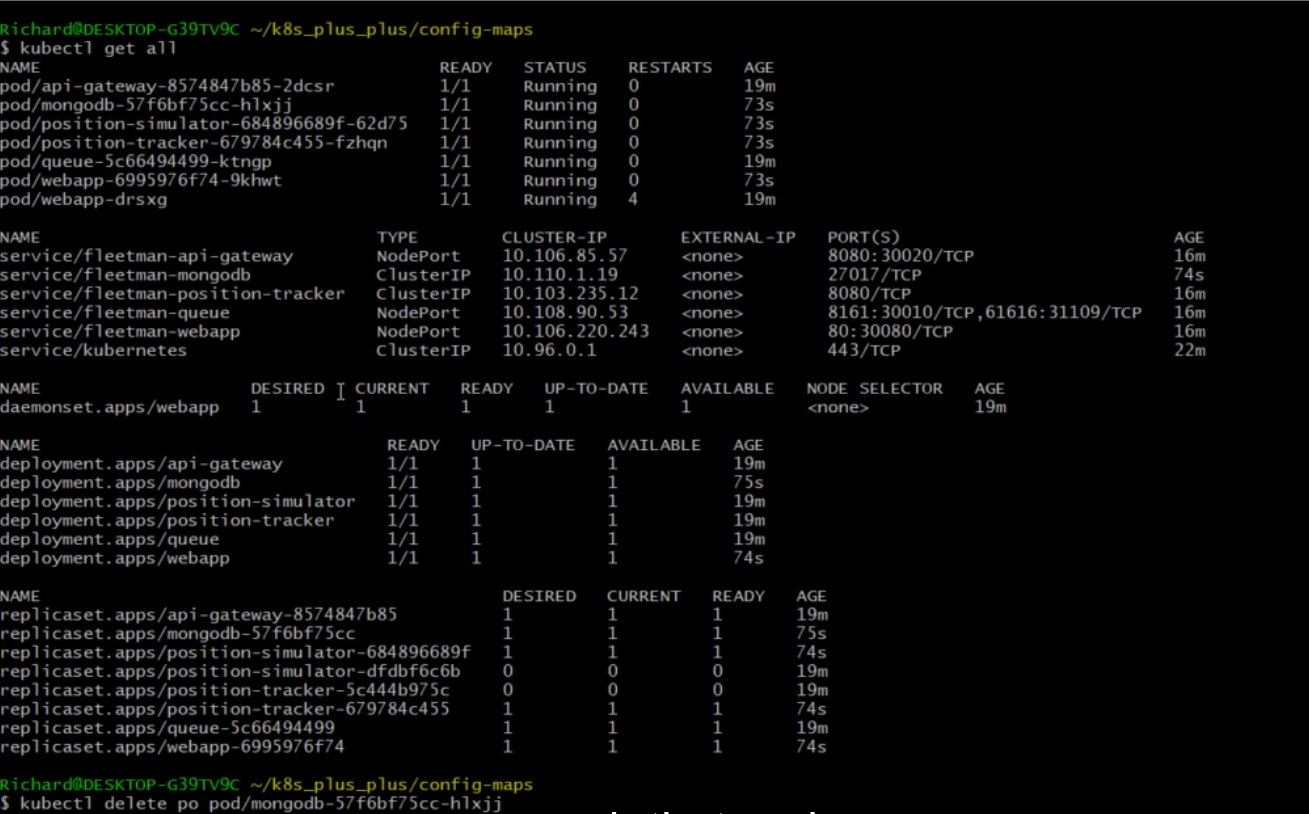 Richard@DESKTOP-G39TV9C ~/k8s_plus_plus/config-maps
$ kubectl get all
NAME READY STATUS RESTARTS AGE
pod/api-gateway-8574847b85-2dcsr 1/1 Running 0 19m
pod/mongodb-57f6bf75cc-hlxjj 1/1 Running 0 73s
pod/position-simulator-684896689f-62d75 1/1 Running 0 73s
pod/position-tracker-679784c455-fzhqn 1/1 Running 0 73s
pod/queue-5c66494499-ktngp 1/1 Running 0 19m
pod/webapp-6995976f74-9khwt 1/1 Running 0 73s
pod/webapp-drsxg 1/1 Running 4 19m
NAME TYPE CLUSTER-IP EXTERNAL-IP PORT(S) AGE
service/fleetman-api-gateway NodePort 10.106.85.57 <none> 8080:30020/TCP 16m
service/fleetman-mongodb ClusterIP 10.110.1.19 <none> 27017/TCP 74s
service/fleetman-position-tracker ClusterIP 10.103.235.12 <none> 8080/TCP 16m
service/fleetman-queue NodePort 10.108.90.53 <none> 8161:30010/TCP,61616:31109/TCP 16m
service/fleetman-webapp NodePort 10.106.220.243 <none> 80:30080/TCP 16m
service/kubernetes ClusterIP 10.96.0.1 <none> 443/TCP 22m
NAME DESIRED CURRENT READY UP-TO-DATE AVAILABLE NODE SELECTOR AGE
daemonset.apps/webapp 1 1 1 1 1 <none> 19m
NAME READY UP-TO-DATE AVAILABLE AGE
deployment.apps/api-gateway 1/1 1 1 19m
deployment.apps/mongodb 1/1 1 1 75s
deployment.apps/position-simulator 1/1 1 1 19m
deployment.apps/position-tracker 1/1 1 1 19m
deployment.apps/queue 1/1 1 1 19m
deployment.apps/webapp 1/1 1 1 74s
NAME DESIRED CURRENT READY AGE
replicaset.apps/api-gateway-8574847b85 1 1 1 19m
replicaset.apps/mongodb-57f6bf75cc 1 1 1 75s
replicaset.apps/position-simulator-684896689f 1 1 1 74s
replicaset.apps/position-simulator-dfdbf6c6b 0 0 0 19m
replicaset.apps/position-tracker-5c444b975c 0 0 0 19m
replicaset.apps/position-tracker-679784c455 1 1 1 74s
replicaset.apps/queue-5c66494499 1 1 1 19m
replicaset.apps/webapp-6995976f74 1 1 1 74s
Richard@DESKTOP-G39TV9C ~/k8s_plus_plus/config-maps
$ kubectl delete po pod/mongodb-57f6bf75cc-hlxjj